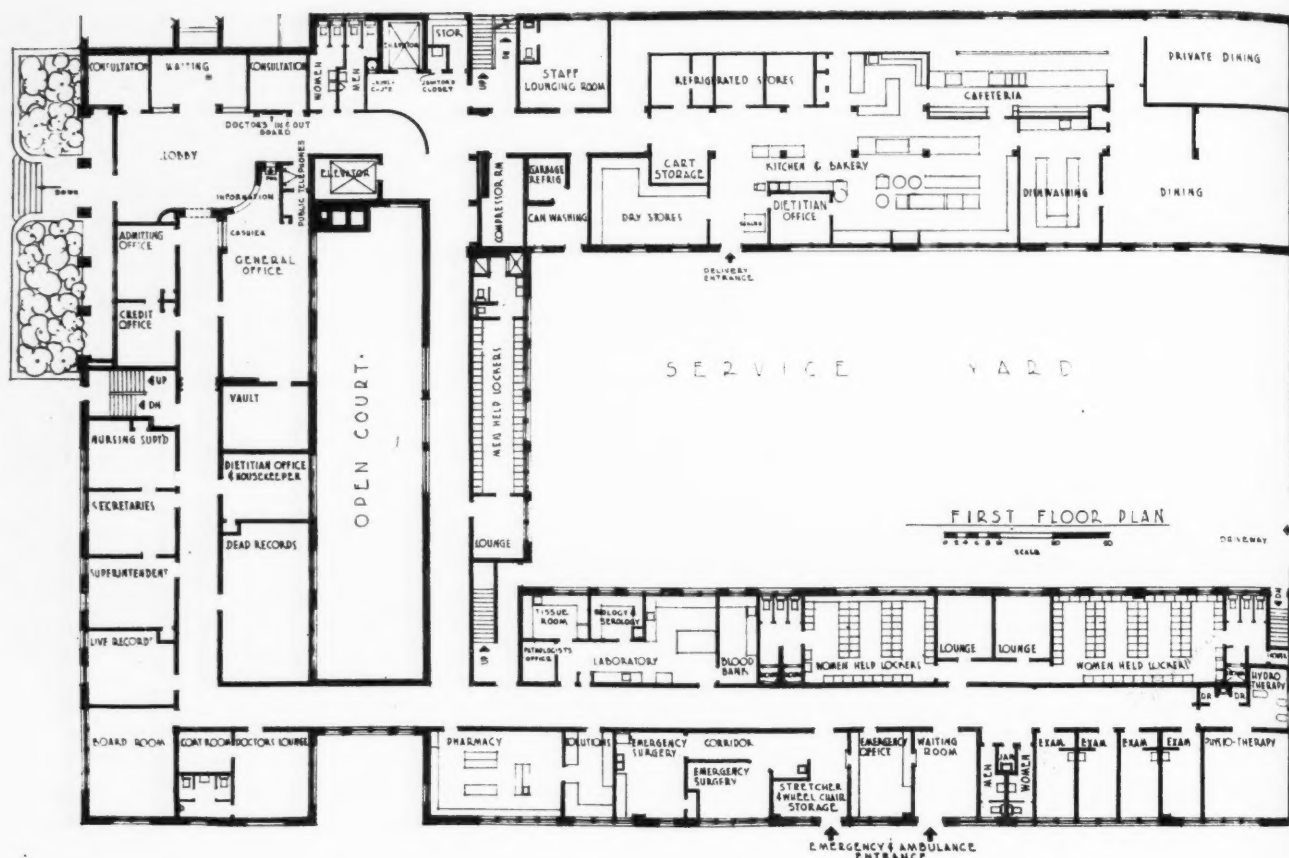 CONSULTATION
WAITING
CONSULTATION
WOMEN
MEN
ELEVATOR
STOR.
JANITORS
CLOSET
UP
DN
STAFF
LOUNGING ROOM
REFRIGERATED STORES
CAFETERIA
PRIVATE DINING
DOCTORS IN & OUT
BOARD
LOBBY
DOWN
INFORMATION
PUBLIC TELEPHONES
ELEVATOR
CASHIER
COMPRESSOR RM
GARBAGE
REFRIG
CAN WASHING
CART
STORAGE
DRY STORES
KITCHEN & BAKERY
DIETITIAN
OFFICE
DISHWASHING
DINING
ADMITTING
OFFICE
GENERAL
OFFICE
DELIVERY
ENTRANCE
CREDIT
OFFICE
SERVICE YARD
UP
DN
VAULT
OPEN COURT.
MEN HELP LOCKERS
NURSING SUPT'D
DIETITIAN OFFICE
& HOUSEKEEPER
SECRETARIES
DEAD RECORDS
LOUNGE
FIRST FLOOR PLAN
SCALE
DRIVEWAY
SUPERINTENDENT
LIVE RECORDS
UP
TISSUE
ROOM
SEROLOGY
PATHOLOGISTS
OFFICE
LABORATORY
BLOOD
BANK
WOMEN HELP LOCKERS
LOUNGE
LOUNGE
WOMEN HELP LOCKERS
DN
HYDRO
THERAPY
DR.
DR.
BOARD ROOM
COAT ROOM
DOCTORS LOUNGE
PHARMACY
SOLUTIONS
EMERGENCY
SURGERY
CORRIDOR
EMERGENCY
SURGERY
STRETCHER
& WHEEL CHAIR
STORAGE
EMERGENCY
OFFICE
WAITING
ROOM
MEN
JAN.
WOMEN
EXAM
EXAM
EXAM
EXAM
PHYSIO-THERAPY
EMERGENCY & AMBULANCE
ENTRANCE